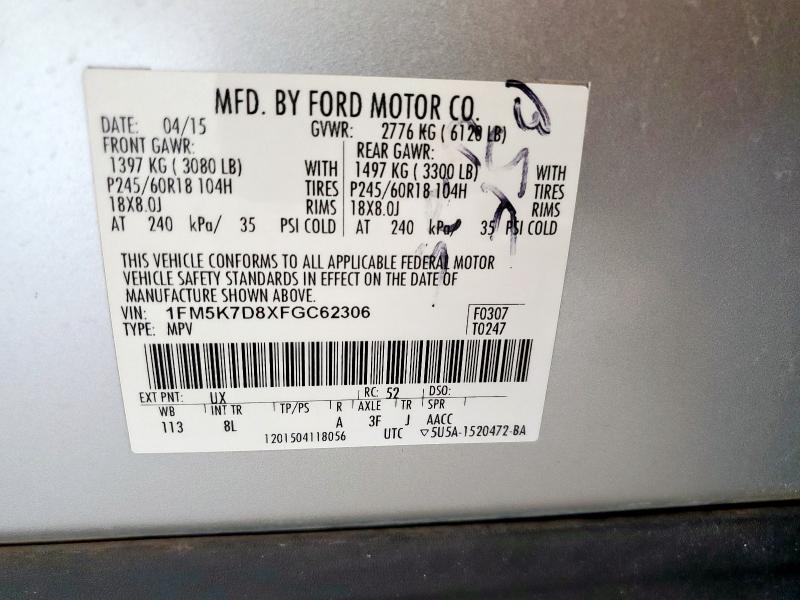 MFD. BY FORD MOTOR CO.
DATE: 04/15 GVWR: 2776 KG ( 6120 LB)
FRONT GAWR: REAR GAWR:
1397 KG ( 3080 LB) WITH 1497 KG ( 3300 LB) WITH
P245/60R18 104H TIRES P245/60R18 104H TIRES
18X8.0J RIMS 18X8.0J RIMS
AT 240 kPa/ 35 PSI COLD AT 240 kPa/ 35 PSI COLD
THIS VEHICLE CONFORMS TO ALL APPLICABLE FEDERAL MOTOR
VEHICLE SAFETY STANDARDS IN EFFECT ON THE DATE OF
MANUFACTURE SHOWN ABOVE.
VIN: 1FM5K7D8XFGC62306 F0307
TYPE: MPV T0247
EXT PNT: UX RC: 52 DSO:
WB INT TR TP/PS R AXLE TR SPR
113 8L A 3F J AACC
1201504118056 UTC ▽5U5A-1520472-BA